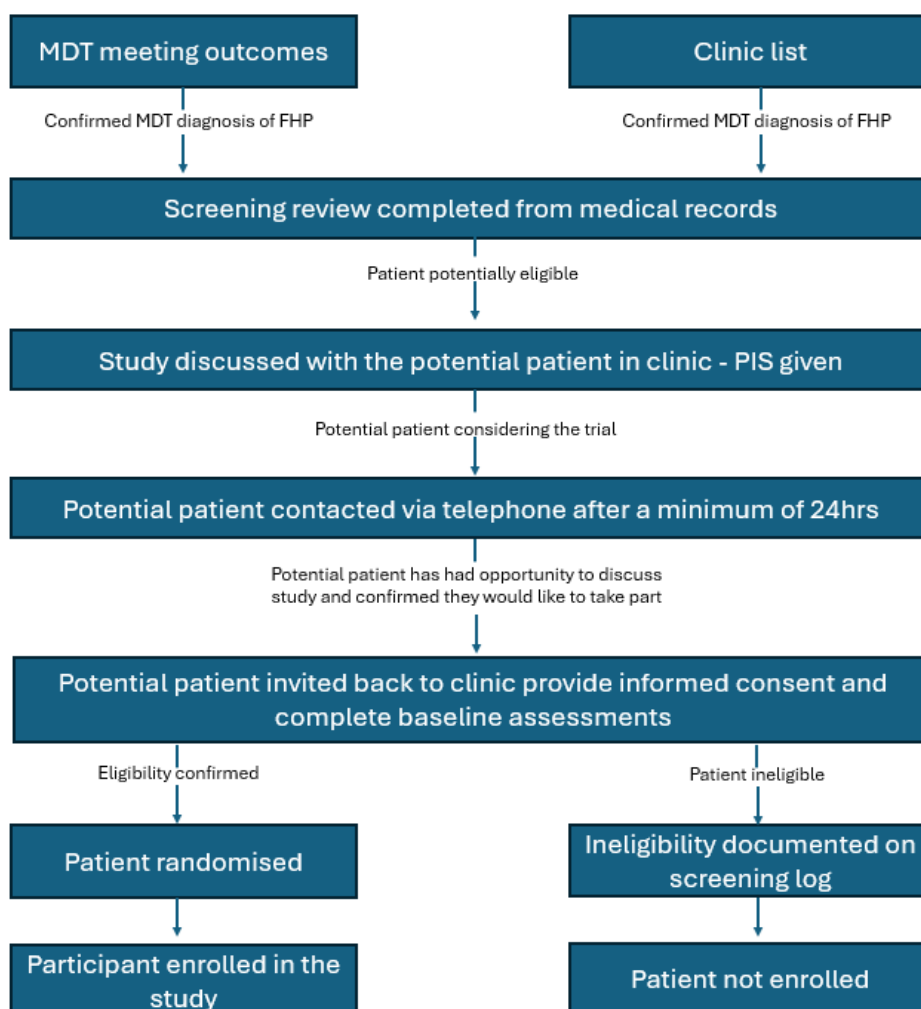 MDT meeting outcomes
Clinic list
Confirmed MDT diagnosis of FHP
Confirmed MDT diagnosis of FHP
Screening review completed from medical records
Patient potentially eligible
Study discussed with the potential patient in clinic - PIS given
Potential patient considering the trial
Potential patient contacted via telephone after a minimum of 24hrs
Potential patient has had opportunity to discuss
study and confirmed they would like to take part
Potential patient invited back to clinic provide informed consent and
complete baseline assessments
Eligibility confirmed
Patient ineligible
Patient randomised
Ineligibility documented on
screening log
Participant enrolled in the
study
Patient not enrolled